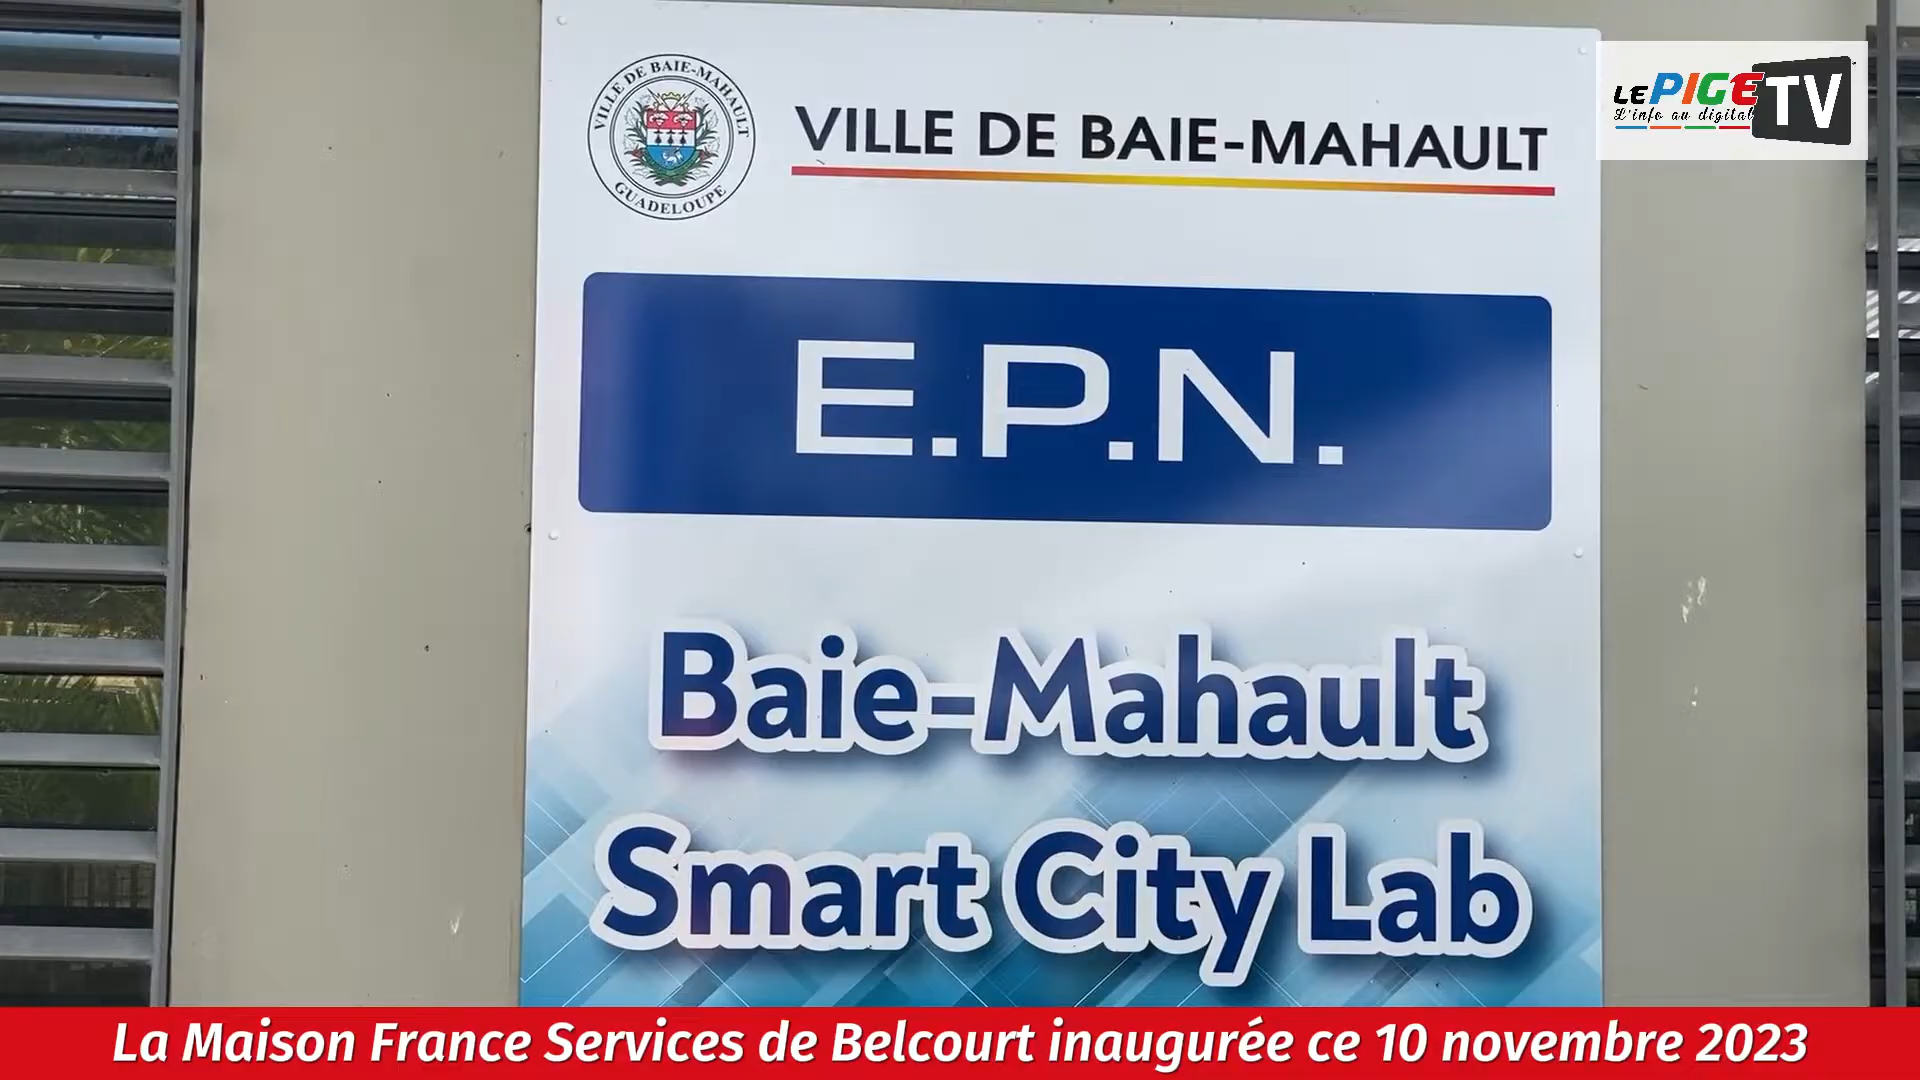 VILLE DE BAIE-MAHAULT
GUADELOUPE
VILLE DE BAIE-MAHAULT
LE PIGE TV
L'info au digital
E.P.N.
Baie-Mahault
Smart City Lab
La Maison France Services de Belcourt inaugurée ce 10 novembre 2023